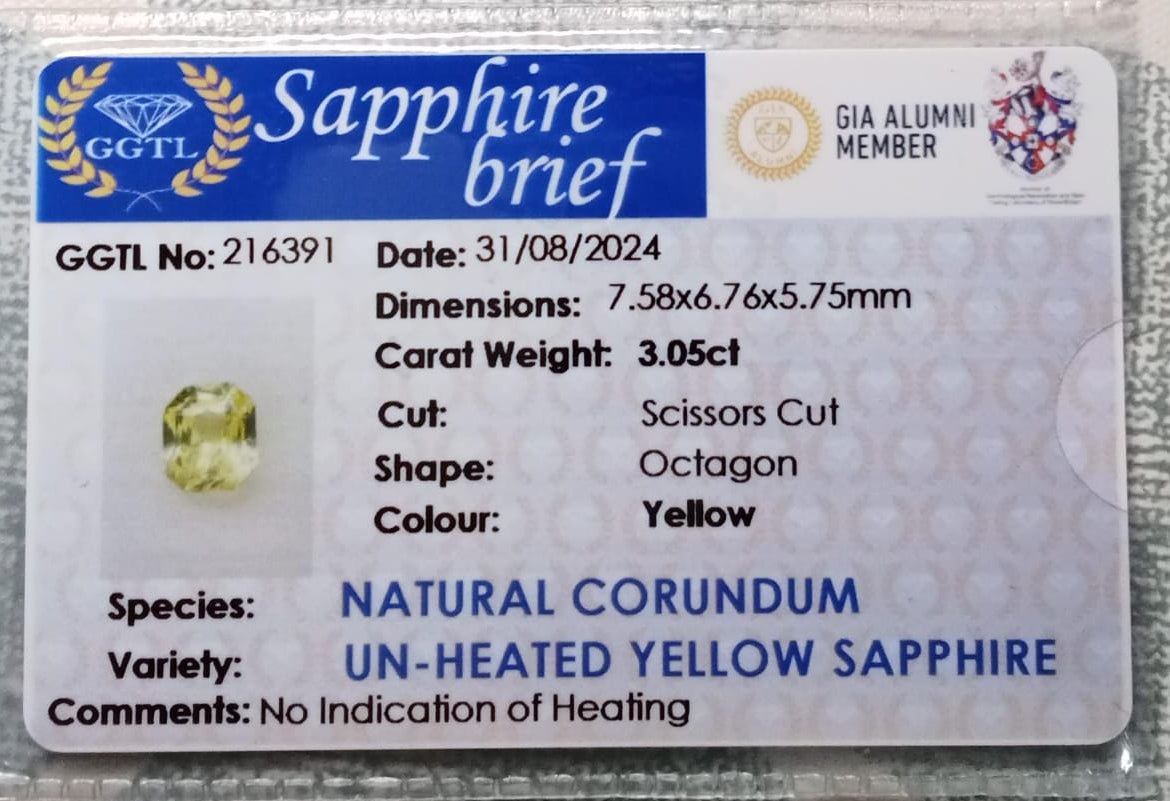 GGTL
Sapphire
brief
GIA ALUMNI
MEMBER
GGTL No: 216391
Date: 31/08/2024
Dimensions: 7.58x6.76x5.75mm
Carat Weight: 3.05ct
Cut: Scissors Cut
Shape: Octagon
Colour: Yellow
Species: NATURAL CORUNDUM
Variety: UN-HEATED YELLOW SAPPHIRE
Comments: No Indication of Heating